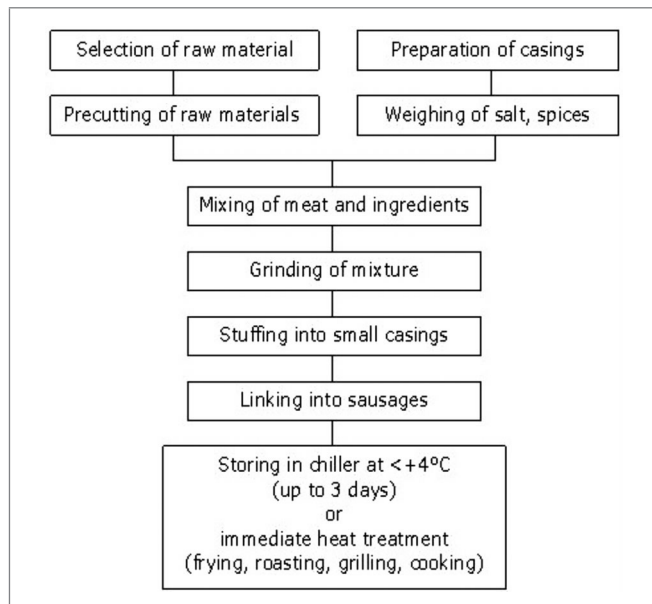 Selection of raw material
Preparation of casings
Precutting of raw materials
Weighing of salt, spices
Mixing of meat and ingredients
Grinding of mixture
Stuffing into small casings
Linking into sausages
Storing in chiller at <+4ºC
(up to 3 days)
or
immediate heat treatment
(frying, roasting, grilling, cooking)